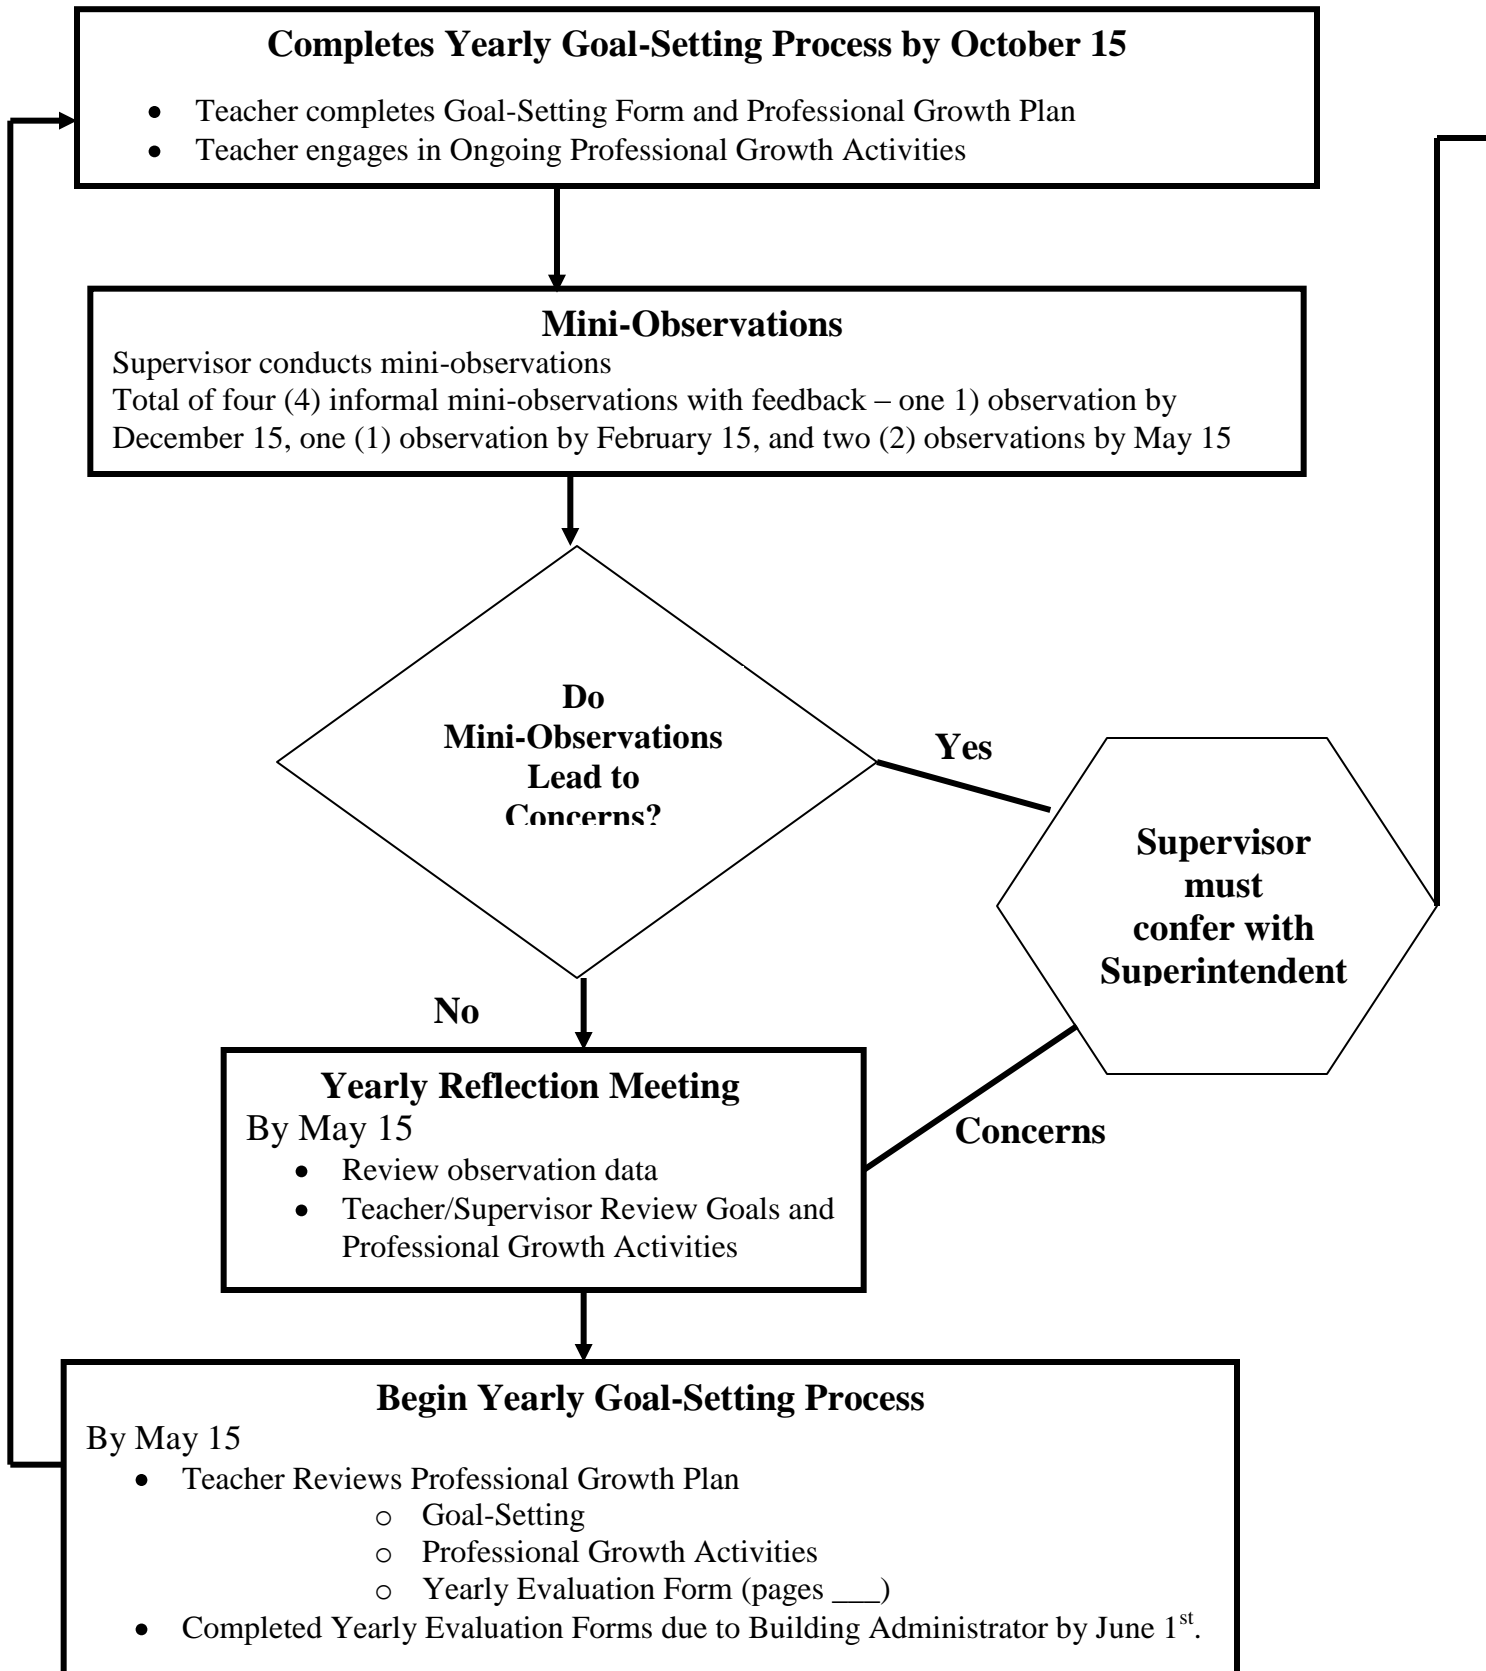 Completes Yearly Goal-Setting Process by October 15
• Teacher completes Goal-Setting Form and Professional Growth Plan
• Teacher engages in Ongoing Professional Growth Activities
Mini-Observations
Supervisor conducts mini-observations
Total of four (4) informal mini-observations with feedback – one 1) observation by
December 15, one (1) observation by February 15, and two (2) observations by May 15
Do
Mini-Observations
Lead to
Concerns?
Yes
Supervisor
must
confer with
Superintendent
No
Yearly Reflection Meeting
By May 15
• Review observation data
• Teacher/Supervisor Review Goals and
Professional Growth Activities
Concerns
Begin Yearly Goal-Setting Process
By May 15
• Teacher Reviews Professional Growth Plan
o Goal-Setting
o Professional Growth Activities
o Yearly Evaluation Form (pages ___)
• Completed Yearly Evaluation Forms due to Building Administrator by June 1st.